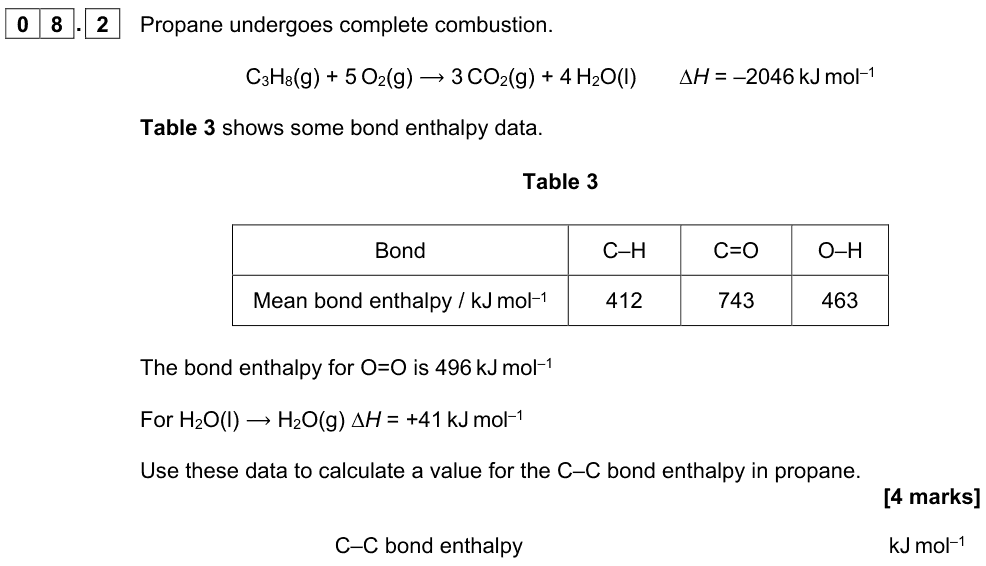 0 8 . 2 Propane undergoes complete combustion.
C₃H₈(g) + 5 O₂(g) ⟶ 3 CO₂(g) + 4 H₂O(l) ΔH = –2046 kJ mol⁻¹
Table 3 shows some bond enthalpy data.
Table 3
Bond C–H C=O O–H
Mean bond enthalpy / kJ mol⁻¹ 412 743 463
The bond enthalpy for O=O is 496 kJ mol⁻¹
For H₂O(l) ⟶ H₂O(g) ΔH = +41 kJ mol⁻¹
Use these data to calculate a value for the C–C bond enthalpy in propane.
[4 marks]
C–C bond enthalpy kJ mol⁻¹